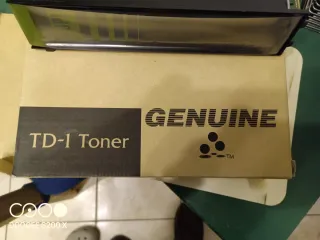 GENUINE
TD-1 Toner
TM